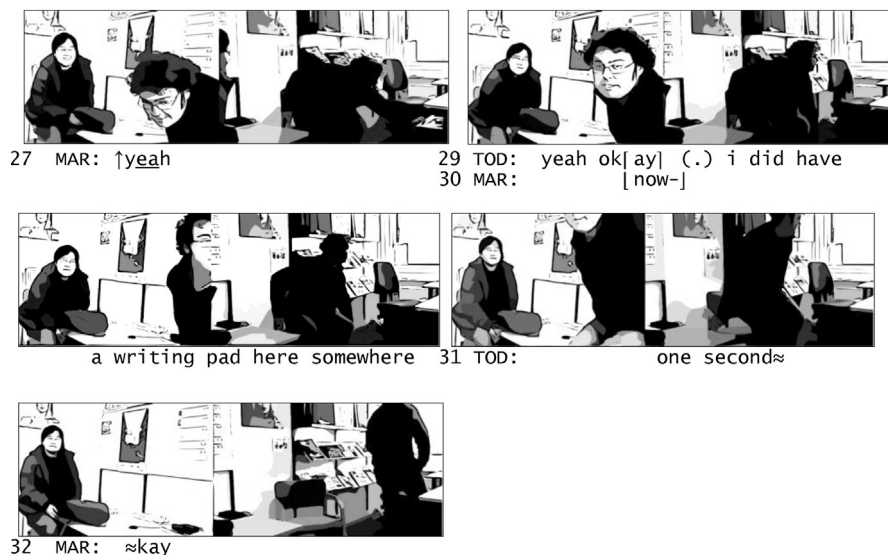 27 MAR: ↑yeah
29 TOD: yeah ok⌈ay⌉ (.) i did have
30 MAR: ⌊now-⌋
a writing pad here somewhere
31 TOD: one second≈
32 MAR: ≈kay